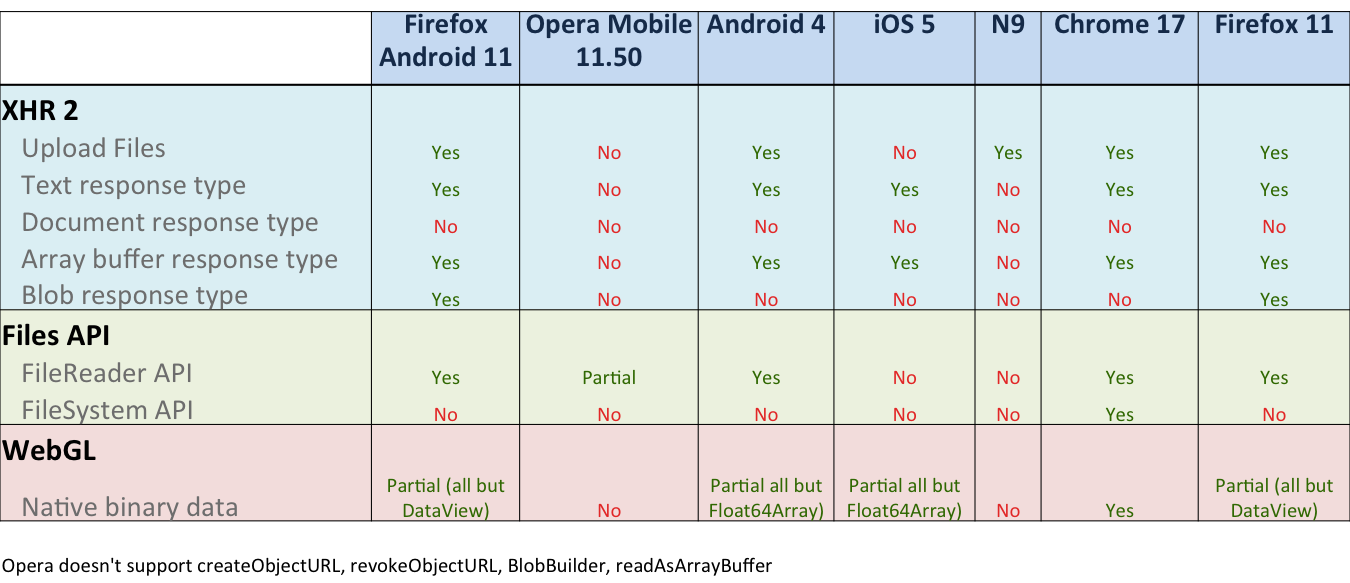 Firefox Android 11 Opera Mobile 11.50 Android 4 iOS 5 N9 Chrome 17 Firefox 11
XHR 2
Upload Files Yes No Yes No Yes Yes Yes
Text response type Yes No Yes Yes No Yes Yes
Document response type No No No No No No No
Array buffer response type Yes No Yes Yes No Yes Yes
Blob response type Yes No No No No No Yes
Files API
FileReader API Yes Partial Yes No No Yes Yes
FileSystem API No No No No No Yes No
WebGL
Native binary data Partial (all but DataView) No Partial all but Float64Array) Partial all but Float64Array) No Yes Partial (all but DataView)
Opera doesn't support createObjectURL, revokeObjectURL, BlobBuilder, readAsArrayBuffer